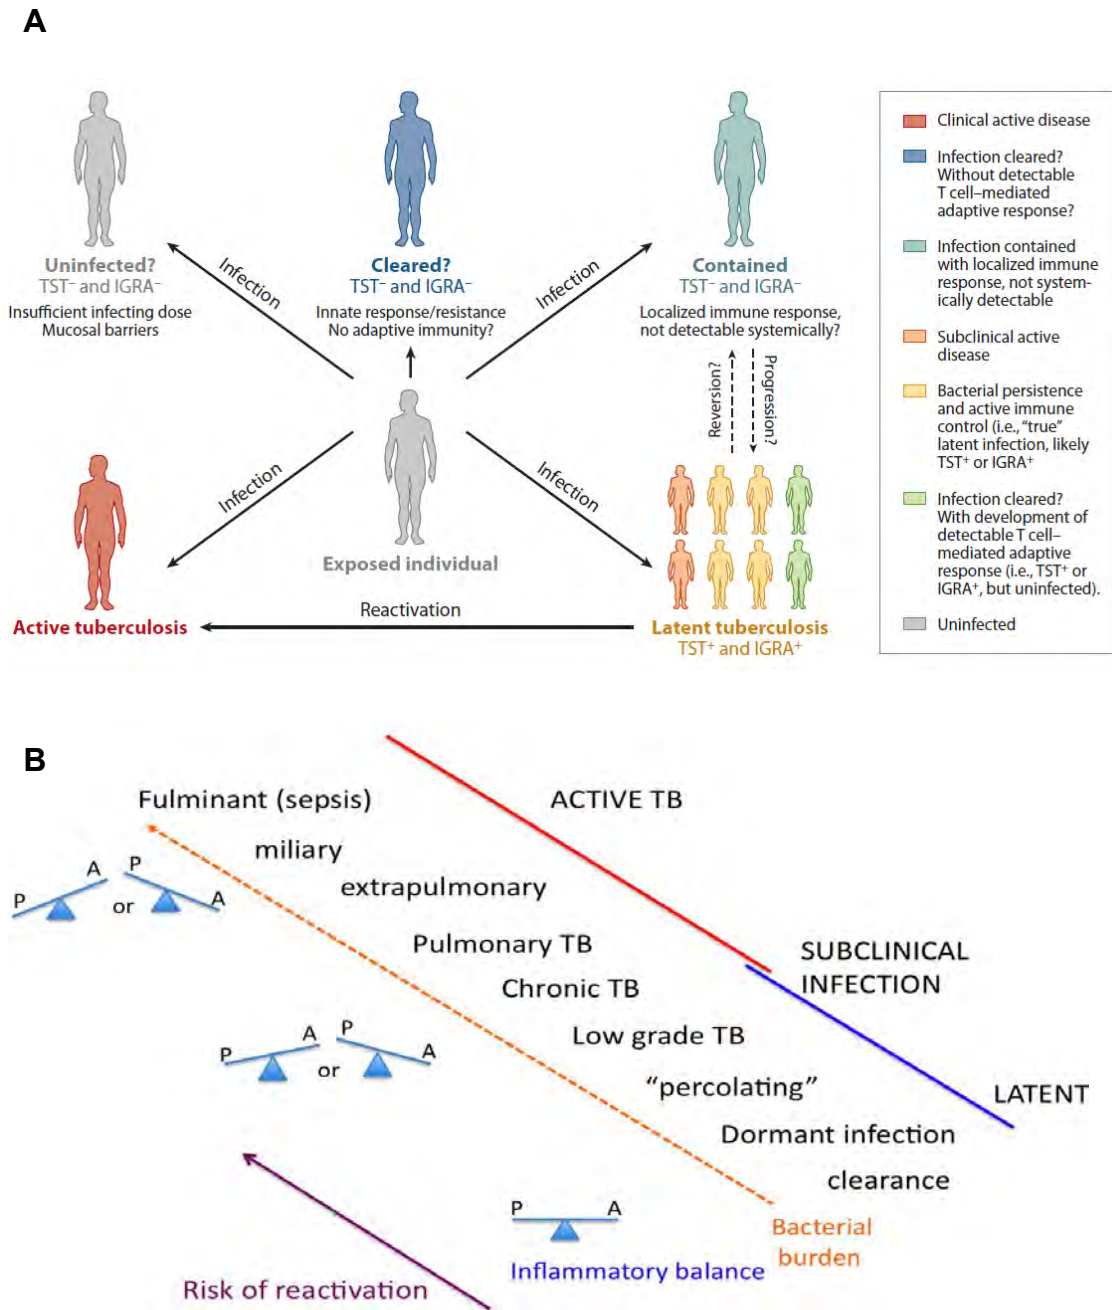 A
Uninfected?
TST⁻ and IGRA⁻
Insufficient infecting dose
Mucosal barriers
Cleared?
TST⁻ and IGRA⁻
Innate response/resistance
No adaptive immunity?
Contained
TST⁻ and IGRA⁻
Localized immune response,
not detectable systemically?
Infection
Infection
Reversion?
Progression?
Infection
Infection
Exposed individual
Reactivation
Active tuberculosis
Latent tuberculosis
TST⁺ and IGRA⁺
Clinical active disease
Infection cleared?
Without detectable
T cell–mediated
adaptive response?
Infection contained
with localized immune
response, not system-
ically detectable
Subclinical active
disease
Bacterial persistence
and active immune
control (i.e., “true”
latent infection, likely
TST⁺ or IGRA⁺
Infection cleared?
With development of
detectable T cell–
mediated adaptive
response (i.e., TST⁺ or
IGRA⁺, but uninfected).
Uninfected
B
Fulminant (sepsis)
ACTIVE TB
miliary
P A or P A
extrapulmonary
Pulmonary TB
SUBCLINICAL
INFECTION
Chronic TB
Low grade TB
P A or P A
“percolating”
LATENT
Dormant infection
clearance
P A
Bacterial
burden
Inflammatory balance
Risk of reactivation